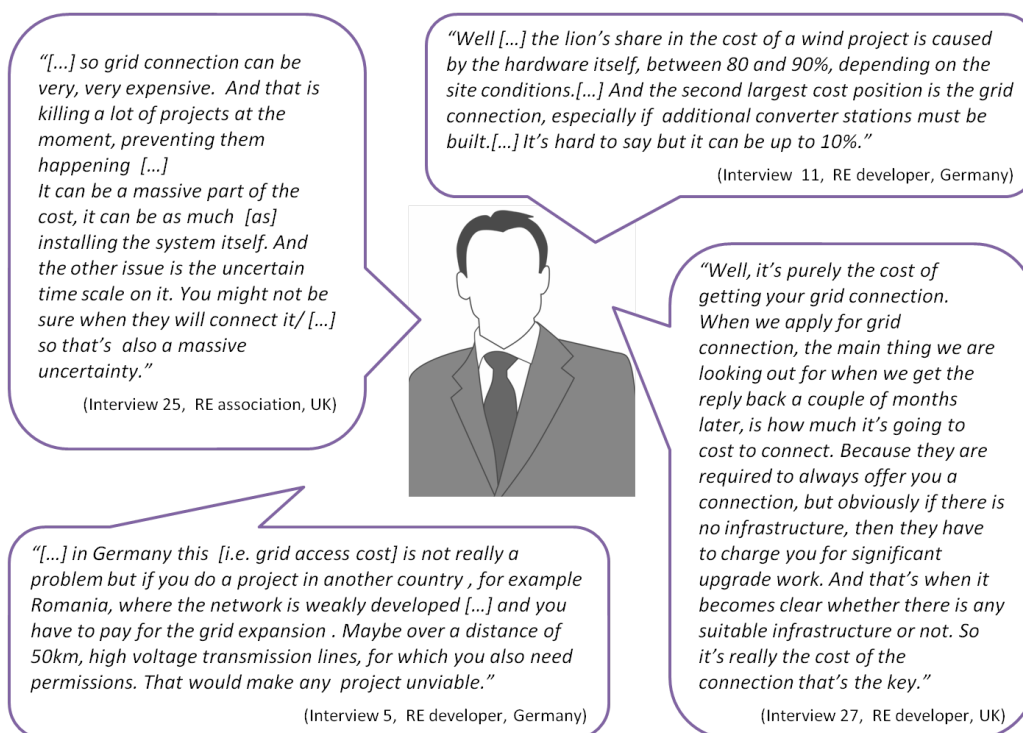 “[...] so grid connection can be
very, very expensive.  And that is
killing a lot of projects at the
moment, preventing them
happening  […]
It can be a massive part of the
cost, it can be as much  [as]
installing the system itself. And
the other issue is the uncertain
time scale on it. You might not be
sure when they will connect it/ […]
so that’s  also a massive
uncertainty.”
(Interview 25,  RE association, UK)
“Well […] the lion’s share in the cost of a wind project is caused
by the hardware itself, between 80 and 90%, depending on the
site conditions.[…] And the second largest cost position is the grid
connection, especially if  additional converter stations must be
built.[…] It’s hard to say but it can be up to 10%.”
(Interview  11,  RE developer, Germany)
“Well, it’s purely the cost of
getting your grid connection.
When we apply for grid
connection, the main thing we are
looking out for when we get the
reply back a couple of months
later, is how much it’s going to
cost to connect. Because they are
required to always offer you a
connection, but obviously if there is
no infrastructure, then they have
to charge you for significant
upgrade work. And that’s when it
becomes clear whether there is any
suitable infrastructure or not. So
it’s really the cost of the
connection that’s the key.”
(Interview 27,  RE developer, UK)
“[…] in Germany this  [i.e. grid access cost] is not really a
problem but if you do a project in another country , for example
Romania, where the network is weakly developed […] and you
have to pay for the grid expansion . Maybe over a distance of
50km, high voltage transmission lines, for which you also need
permissions. That would make any  project unviable.”
(Interview 5,  RE developer, Germany)